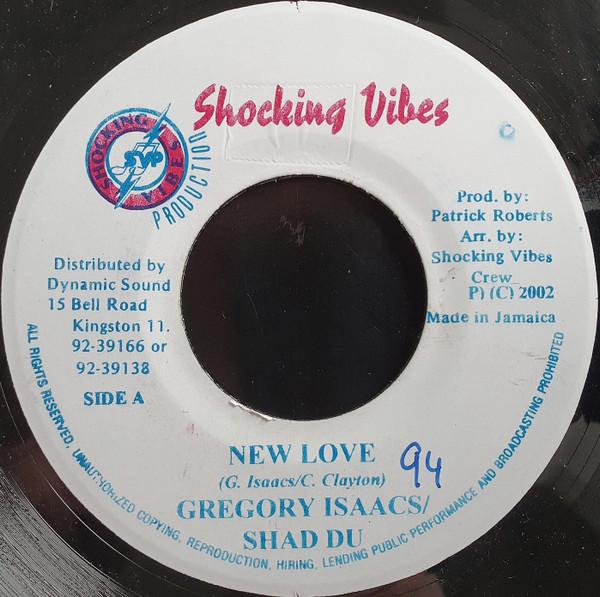 Shocking Vibes
SHOCKING VIBES
SVP
PRODUCTION
Prod. by:
Patrick Roberts
Arr. by:
Shocking Vibes
Crew
P) (C) 2002
Made in Jamaica
Distributed by
Dynamic Sound
15 Bell Road
Kingston 11.
92-39166 or
92-39138
SIDE A
NEW LOVE
(G. Isaacs/C. Clayton)
94
GREGORY ISAACS/
SHAD DU
ALL RIGHTS RESERVED, UNAUTHORIZED COPYING, REPRODUCTION, HIRING, LENDING PUBLIC PERFORMANCE AND BROADCASTING PROHIBITED